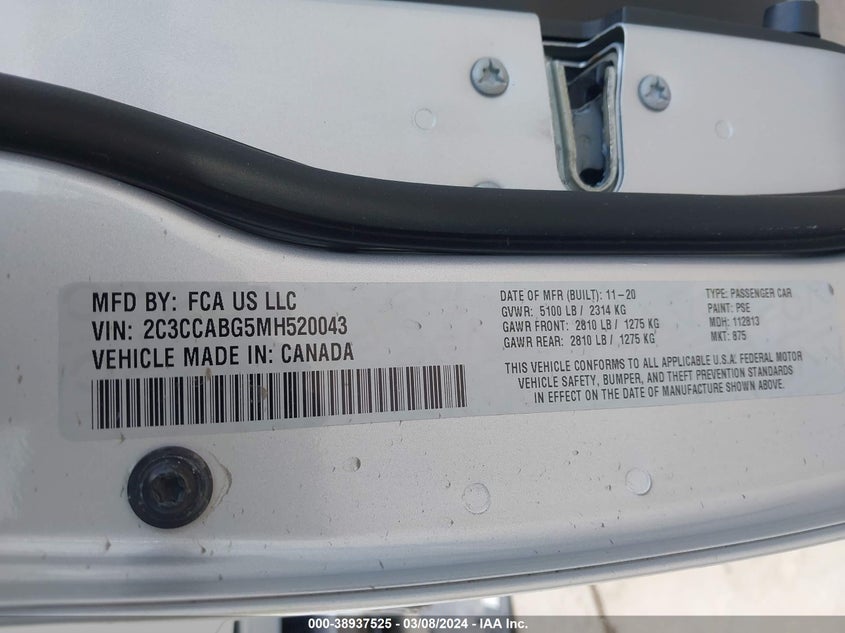 MFD BY: FCA US LLC
VIN: 2C3CCABG5MH520043
VEHICLE MADE IN: CANADA
DATE OF MFR (BUILT): 11-20
GVWR: 5100 LB / 2314 KG
GAWR FRONT: 2810 LB / 1275 KG
GAWR REAR: 2810 LB / 1275 KG
TYPE: PASSENGER CAR
PAINT: PSE
MDH: 112813
MKT: 875
THIS VEHICLE CONFORMS TO ALL APPLICABLE U.S.A. FEDERAL MOTOR
VEHICLE SAFETY, BUMPER, AND THEFT PREVENTION STANDARDS
IN EFFECT ON THE DATE OF MANUFACTURE SHOWN ABOVE.
000-38937525 - 03/08/2024 - IAA Inc.